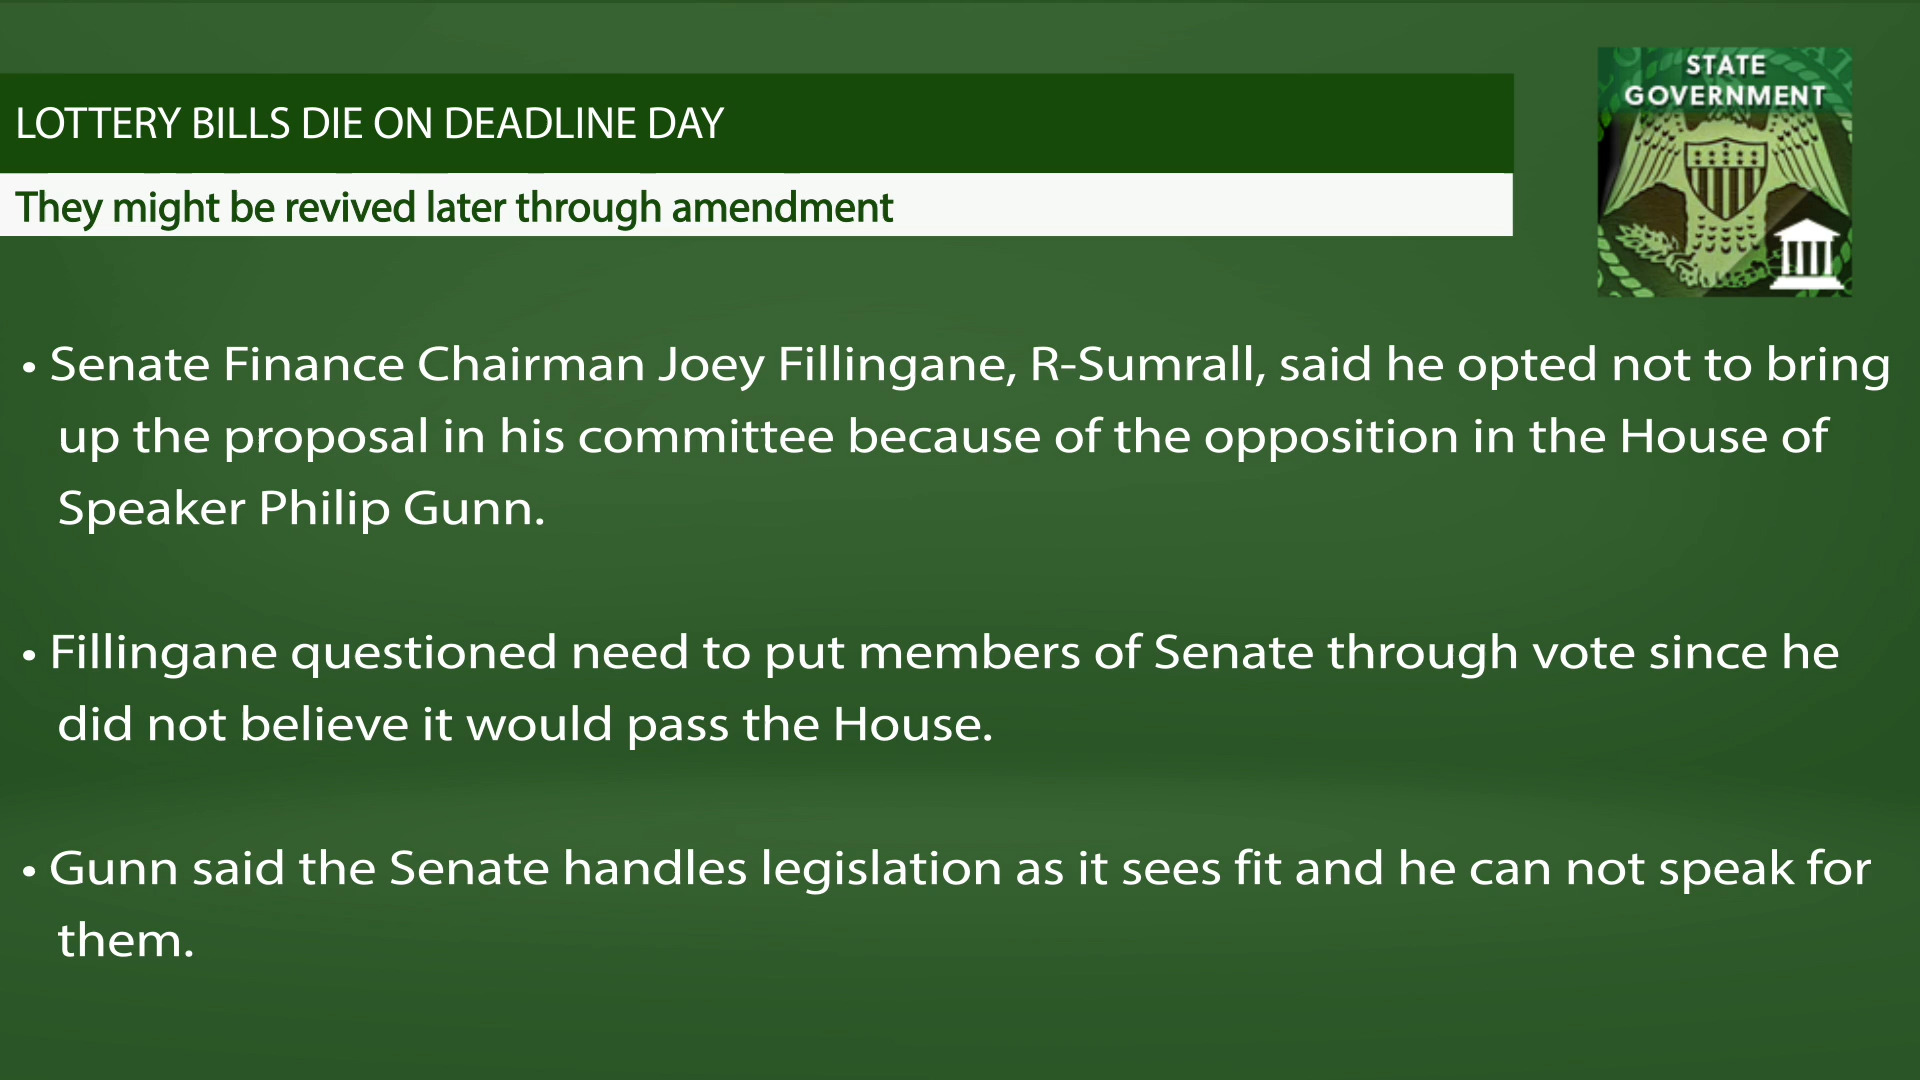 STATE
GOVERNMENT
LOTTERY BILLS DIE ON DEADLINE DAY
They might be revived later through amendment
• Senate Finance Chairman Joey Fillingane, R-Sumrall, said he opted not to bring
up the proposal in his committee because of the opposition in the House of
Speaker Philip Gunn.
• Fillingane questioned need to put members of Senate through vote since he
did not believe it would pass the House.
• Gunn said the Senate handles legislation as it sees fit and he can not speak for
them.